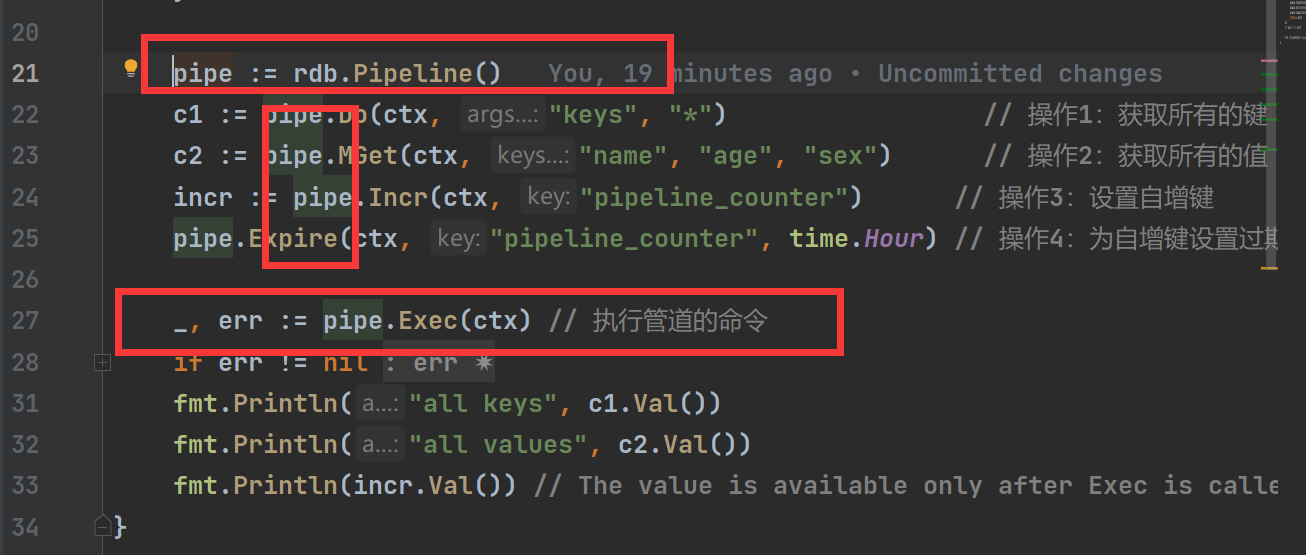 20
21 pipe := rdb.Pipeline() You, 19 minutes ago • Uncommitted changes
22 c1 := pipe.Do(ctx, args...: "keys", "*") // 操作1：获取所有的键
23 c2 := pipe.MGet(ctx, keys...: "name", "age", "sex") // 操作2：获取所有的值
24 incr := pipe.Incr(ctx, key: "pipeline_counter") // 操作3：设置自增键
25 pipe.Expire(ctx, key: "pipeline_counter", time.Hour) // 操作4：为自增键设置过期
26
27 _, err := pipe.Exec(ctx) // 执行管道的命令
28 if err != nil : err
31 fmt.Println( a...: "all keys", c1.Val())
32 fmt.Println( a...: "all values", c2.Val())
33 fmt.Println(incr.Val()) // The value is available only after Exec is calle
34 }